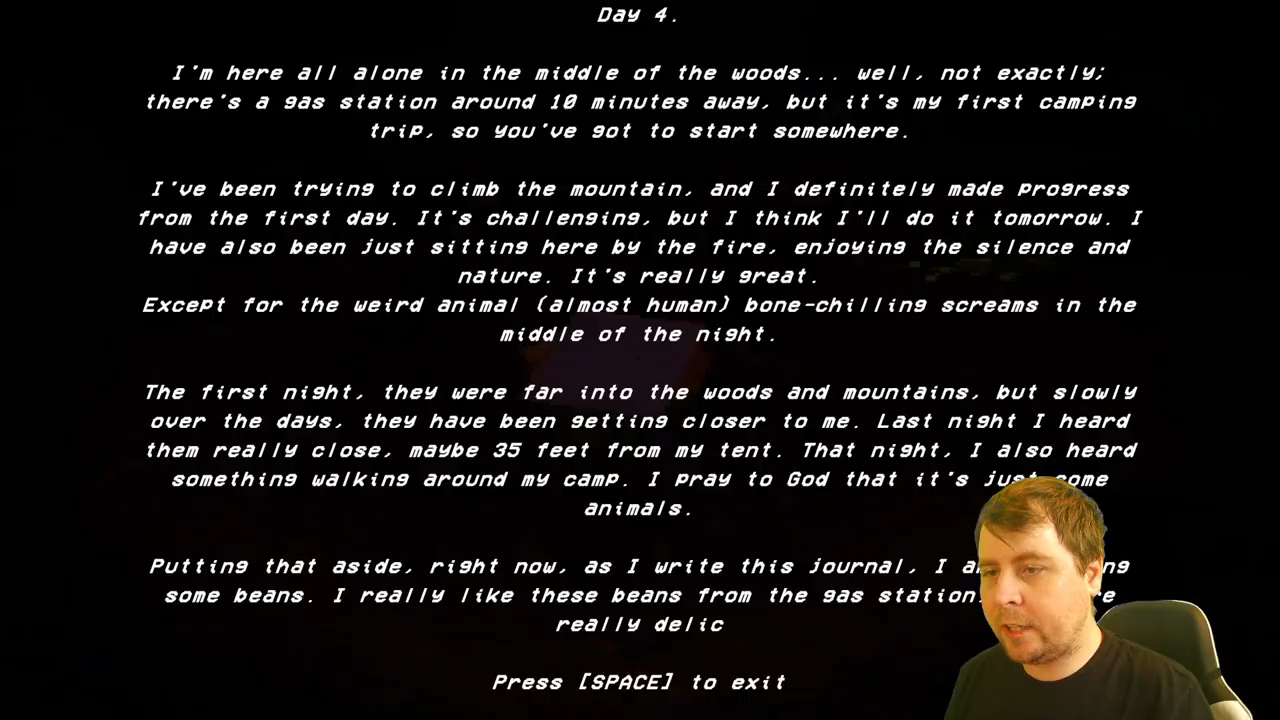 Day 4.
I'm here all alone in the middle of the woods... well, not exactly;
there's a gas station around 10 minutes away, but it's my first camping
trip, so you've got to start somewhere.
I've been trying to climb the mountain, and I definitely made progress
from the first day. It's challenging, but I think I'll do it tomorrow. I
have also been just sitting here by the fire, enjoying the silence and
nature. It's really great.
Except for the weird animal (almost human) bone-chilling screams in the
middle of the night.
The first night, they were far into the woods and mountains, but slowly
over the days, they have been getting closer to me. Last night I heard
them really close, maybe 35 feet from my tent. That night, I also heard
something walking around my camp. I pray to God that it's just some
animals.
Putting that aside, right now, as I write this journal, I
some beans. I really like these beans from the gas station
really delic
Press [SPACE] to exit